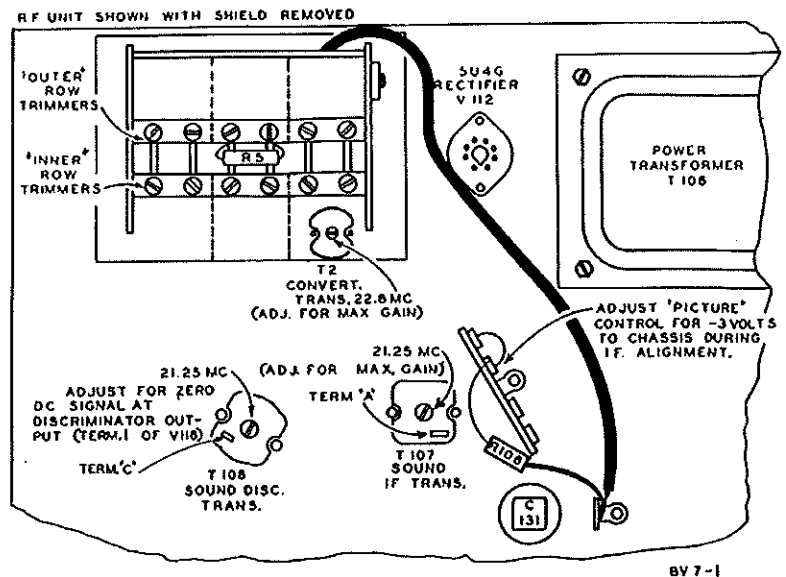 RF UNIT SHOWN WITH SHIELD REMOVED
"OUTER"
ROW
TRIMMERS
"INNER"
ROW
TRIMMERS
R5
5U4G
RECTIFIER
V 112
POWER
TRANSFORMER
T 106
T2
CONVERT.
TRANS, 22.8 MC
(ADJ. FOR MAX GAIN)
ADJUST "PICTURE"
CONTROL FOR -3 VOLTS
TO CHASSIS DURING
I.F. ALIGNMENT.
21.25 MC
(ADJ. FOR MAX. GAIN)
TERM "A"
T 107
SOUND
IF TRANS.
21.25 MC
ADJUST FOR ZERO
DC SIGNAL AT
DISCRIMINATOR OUT-
PUT (TERM.1 OF V118)
TERM."C"
T 108
SOUND DISC.
TRANS.
R108
C
131
BV 7-1